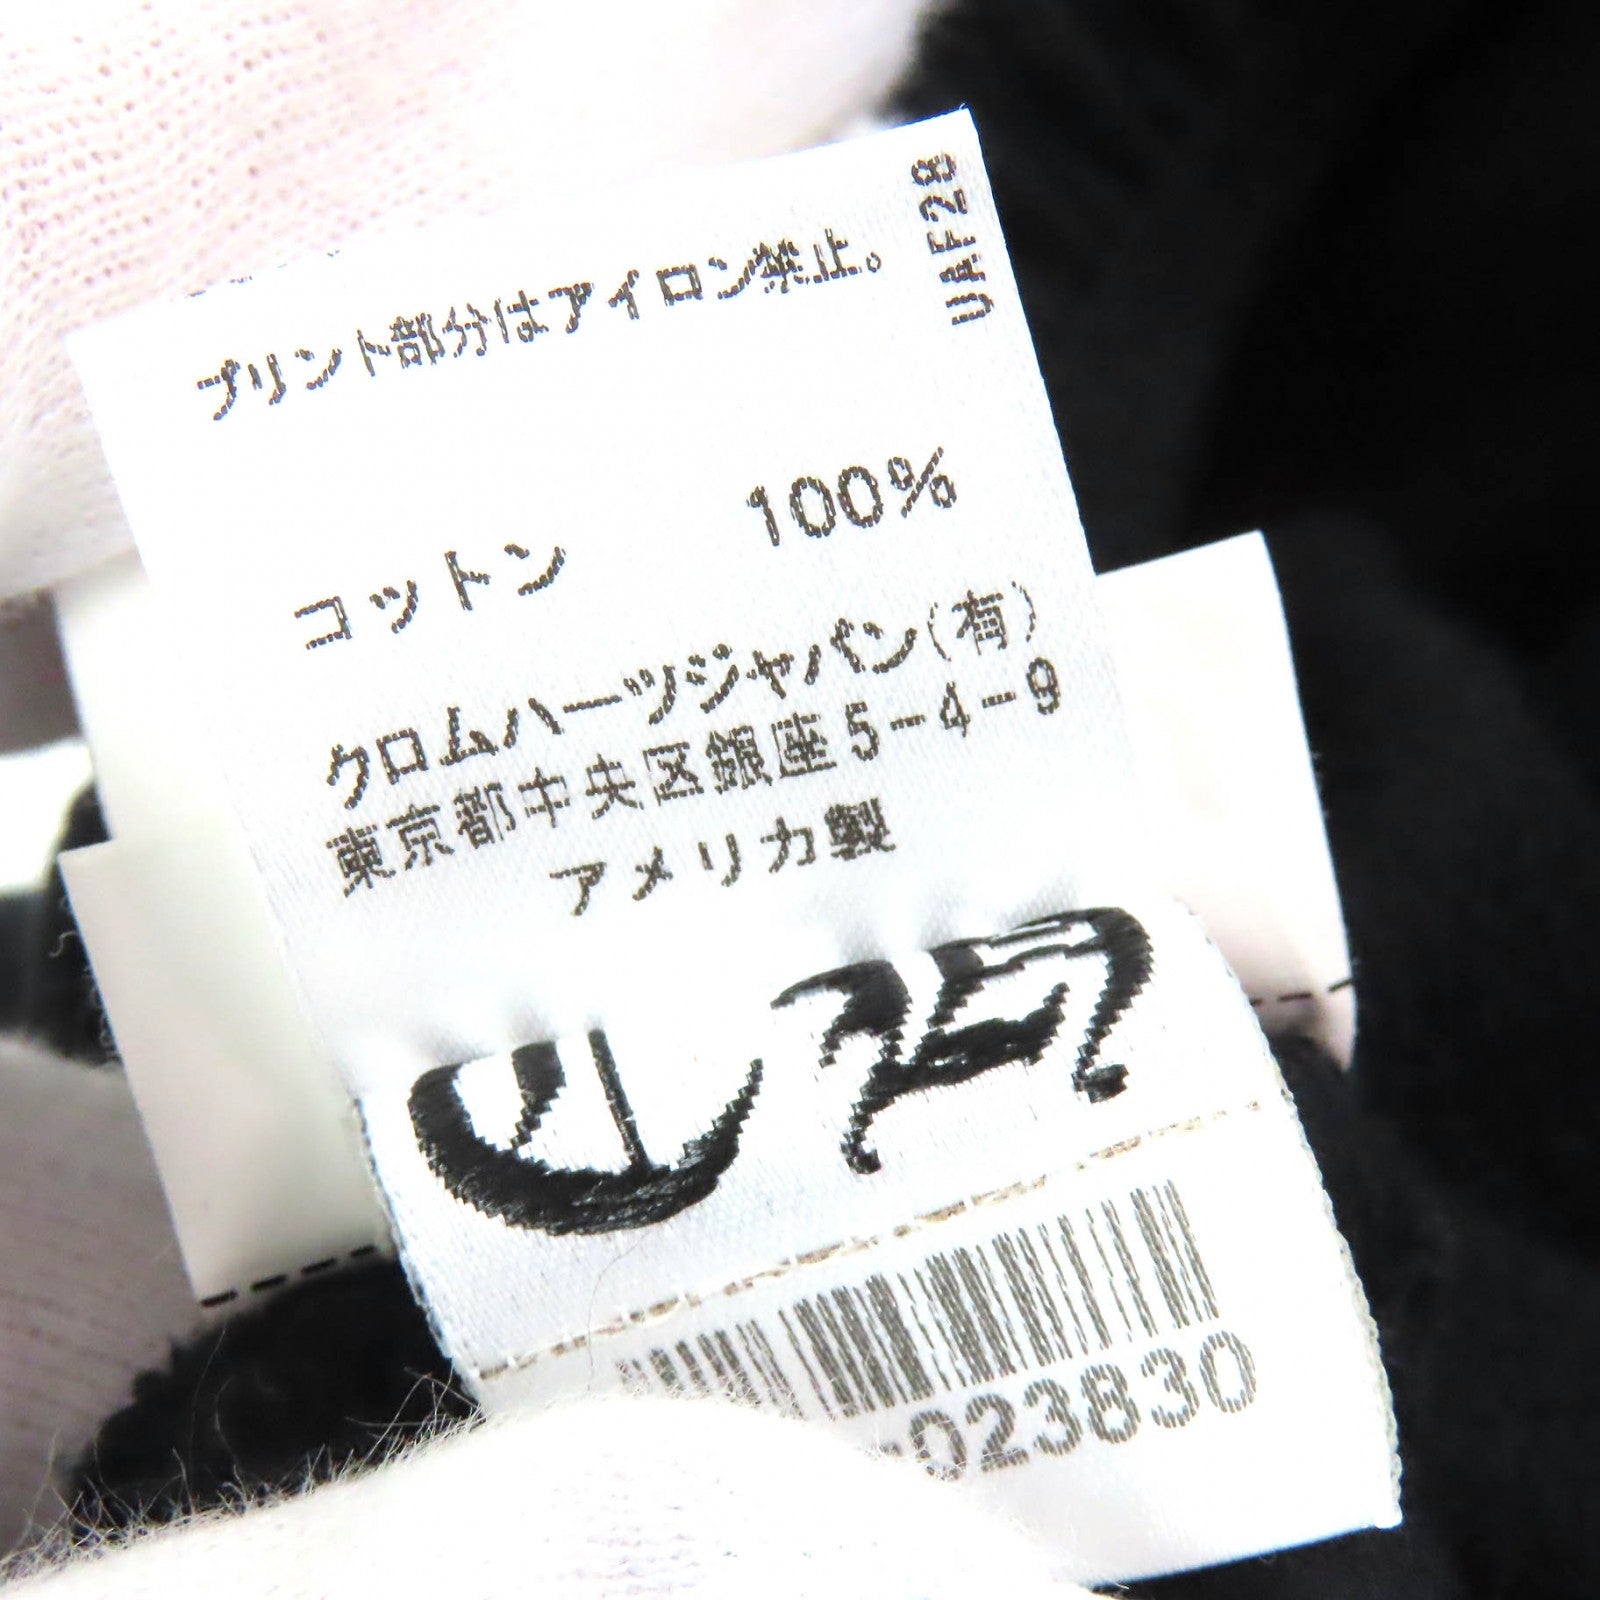 プリント部分はアイロン禁止。
コットン 100%
クロムハーツジャパン(有)
東京都中央区銀座5-4-9
アメリカ製
023830